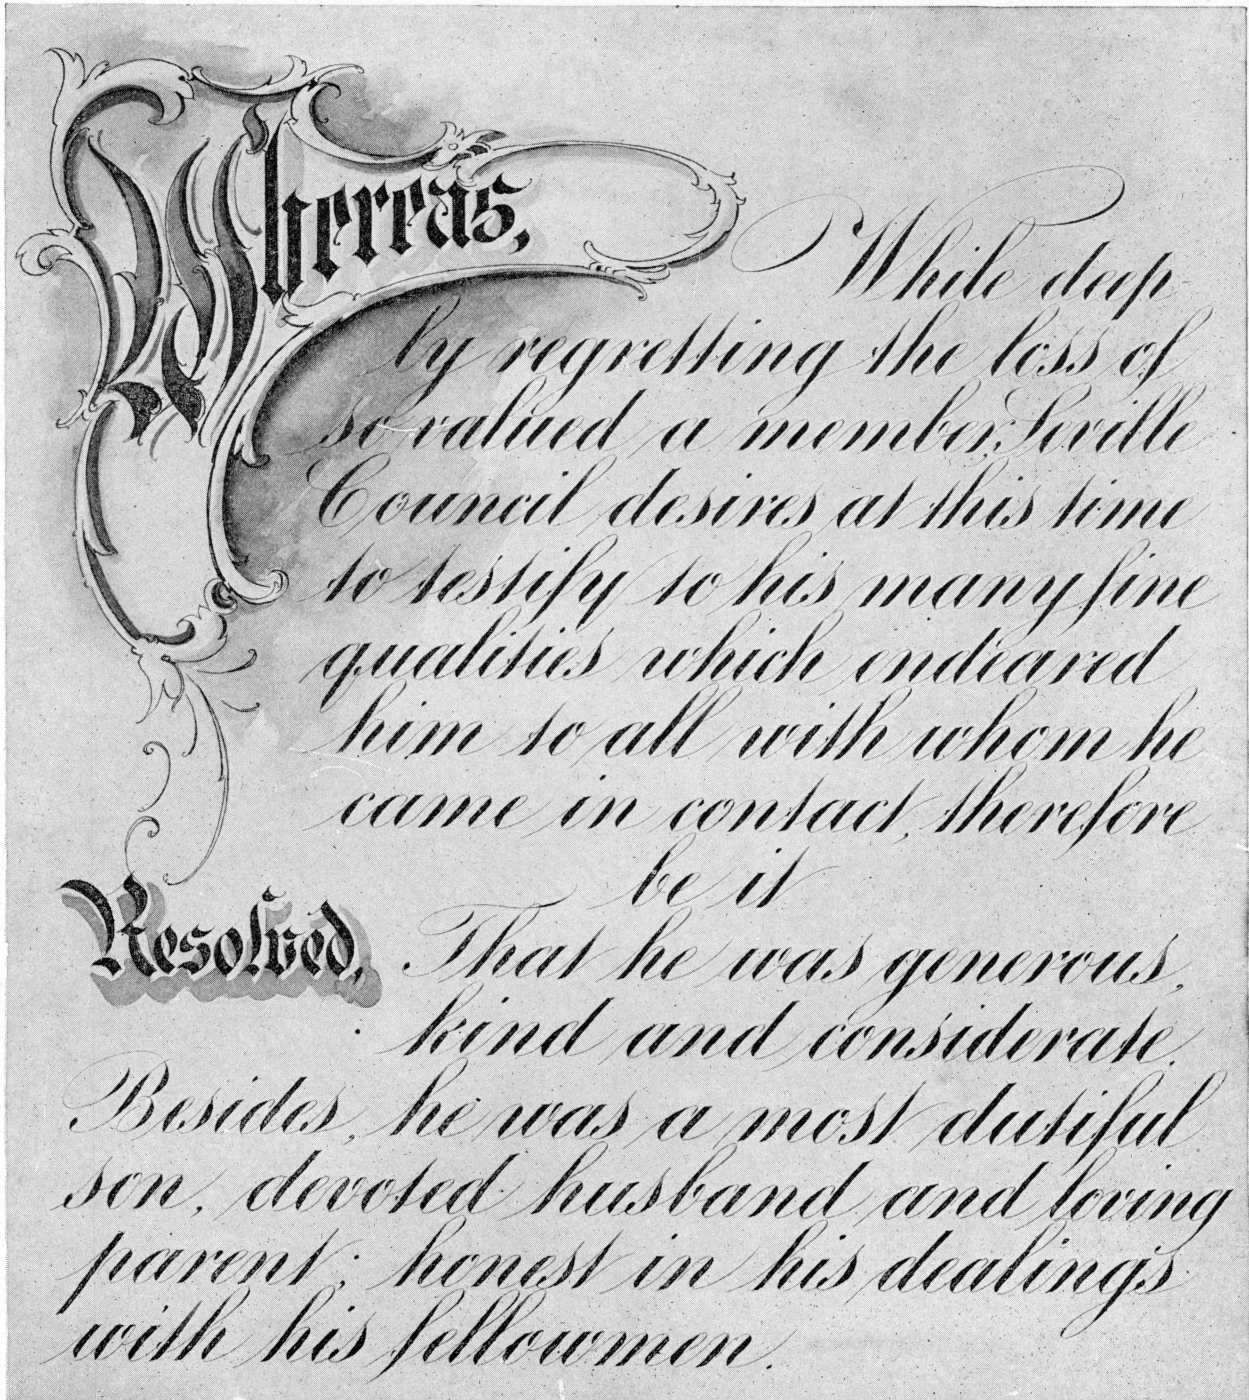 Whereas, While deep-
ly regretting the loss of
so valued a member, Seville
Council desires at this time
to testify to his many fine
qualities which endeared
him to all with whom he
came in contact, therefore
be it
Resolved, That he was generous,
kind and considerate.
Besides, he was a most dutiful
son, devoted husband and loving
parent; honest in his dealings
with his fellowmen.